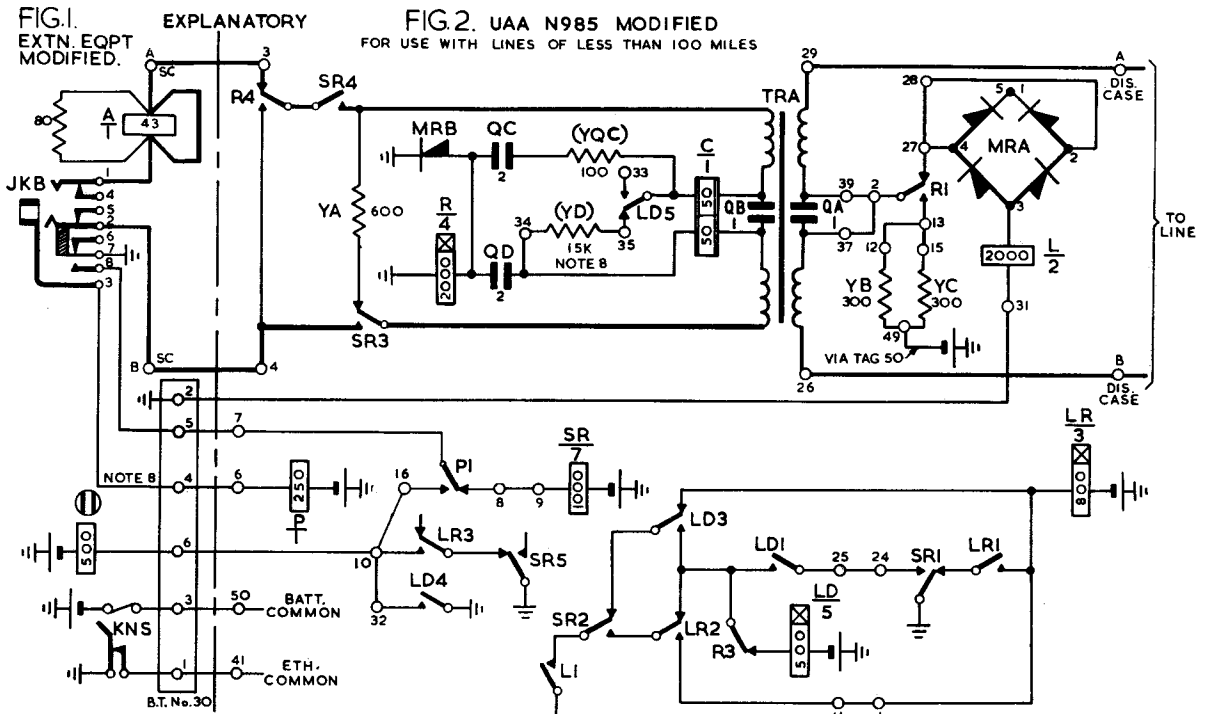 FIG.1.
EXTN. EQPT
MODIFIED.
EXPLANATORY
FIG.2. UAA N985 MODIFIED
FOR USE WITH LINES OF LESS THAN 100 MILES
A
SC
3
R4
SR4
29
A
DIS.
CASE
28
5
1
80
A
1
43
MRB
QC
2
(YQC)
100
33
LD5
C
1
50
50
TRA
27
4
MRA
2
3
JKB
1
4
5
2
6
7
8
3
YA
600
R
4
2000
QD
2
34
(YD)
15K
NOTE 8
35
QB
1
QA
1
39
2
37
R1
13
12
15
YB
300
YC
300
L
2
2000
31
TO
LINE
SR3
49
VIA TAG 50
B
SC
4
26
B
DIS.
CASE
2
5
7
NOTE 8
4
6
250
P
1
16
P1
8
9
SR
7
1000
LR
3
800
500
6
10
LR3
SR5
LD3
LD1
25
24
SR1
LR1
LD4
32
3
50
BATT.
COMMON
KNS
SR2
LR2
R3
LD
5
500
L1
1
41
ETH.
COMMON
B.T. No.30